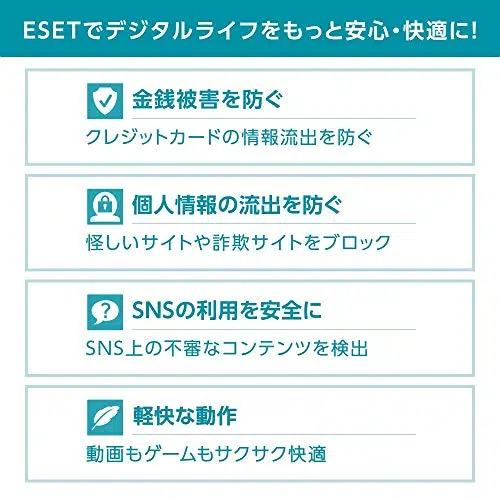 ESETでデジタルライフをもっと安心・快適に!
金銭被害を防ぐ
クレジットカードの情報流出を防ぐ
個人情報の流出を防ぐ
怪しいサイトや詐欺サイトをブロック
SNSの利用を安全に
SNS上の不審なコンテンツを検出
軽快な動作
動画もゲームもサクサク快適